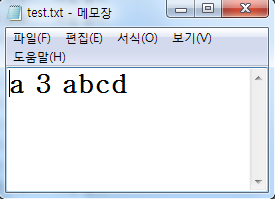 test.txt - 메모장
파일(F) 편집(E) 서식(O) 보기(V)
도움말(H)
a 3 abcd